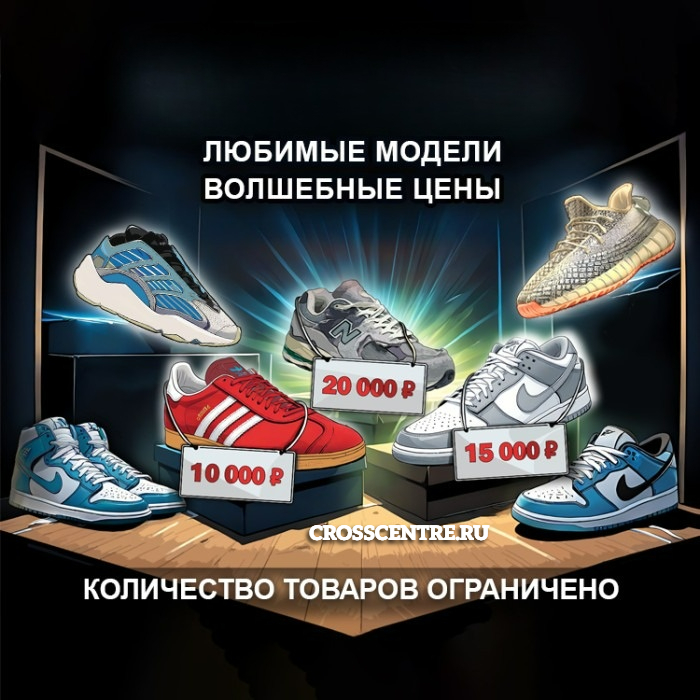 ЛЮБИМЫЕ МОДЕЛИ
ВОЛШЕБНЫЕ ЦЕНЫ
N
20 000 ₽
10 000 ₽
15 000 ₽
CROSSCENTRE.RU
КОЛИЧЕСТВО ТОВАРОВ ОГРАНИЧЕНО